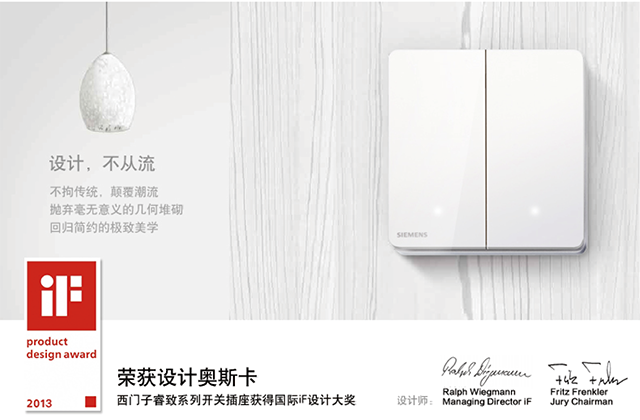 设计，不从流
不拘传统，颠覆潮流
抛弃毫无意义的几何堆砌
回归简约的极致美学
SIEMENS
iF
product
design award
2013
荣获设计奥斯卡
西门子睿致系列开关插座获得国际iF设计大奖
设计师：
Ralph Wiegmann
Managing Director iF
Fritz Frenkler
Jury Chairman